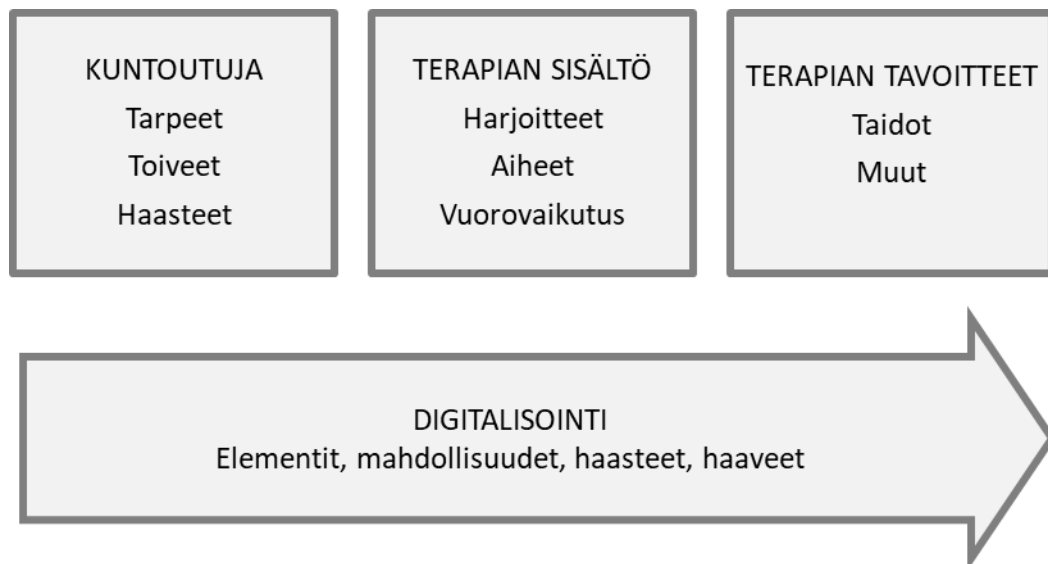 KUNTOUTUJA
Tarpeet
Toiveet
Haasteet
TERAPIAN SISÄLTÖ
Harjoitteet
Aiheet
Vuorovaikutus
TERAPIAN TAVOITTEET
Taidot
Muut
DIGITALISOINTI
Elementit, mahdollisuudet, haasteet, haaveet